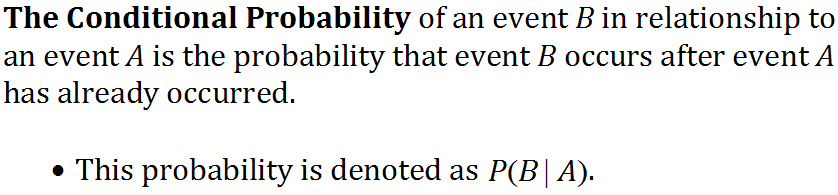 The Conditional Probability of an event B in relationship to
an event A is the probability that event B occurs after event A
has already occurred.
• This probability is denoted as P(B | A).